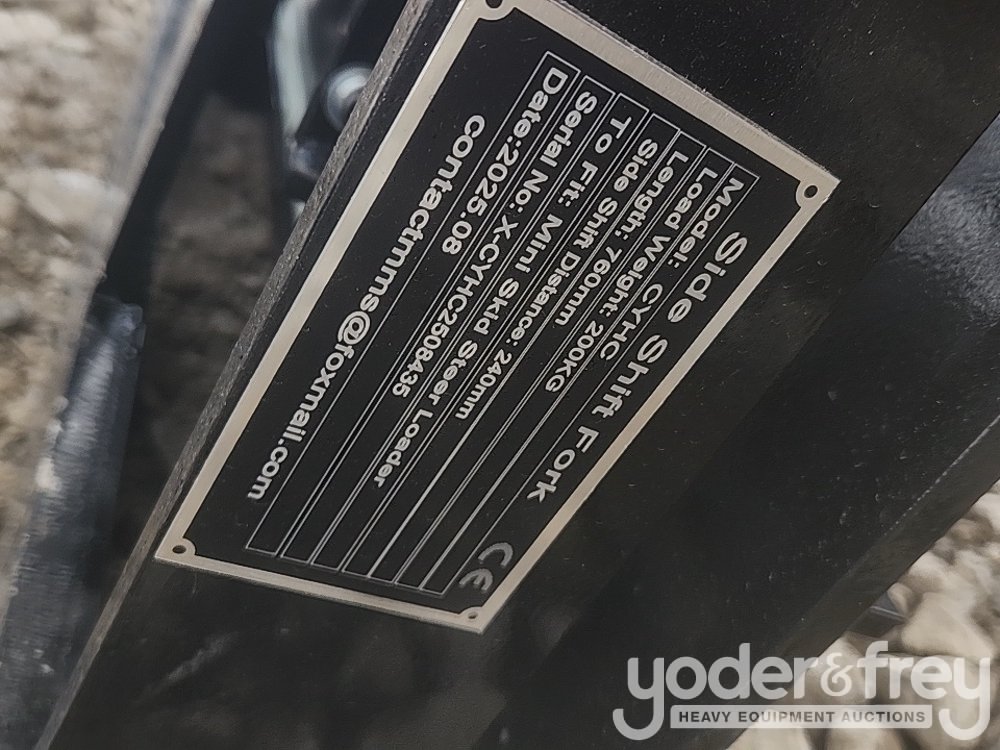 Side Shift Fork
CE
Model: CYHC
Load Weight: 200KG
Length: 760mm
Side Shift Distance: 240mm
To Fit: Mini Skid Steer Loader
Serial No: X-CYHC2508435
Date:2025.08
contactmms@foxmail.com
yoder&frey
HEAVY EQUIPMENT AUCTIONS